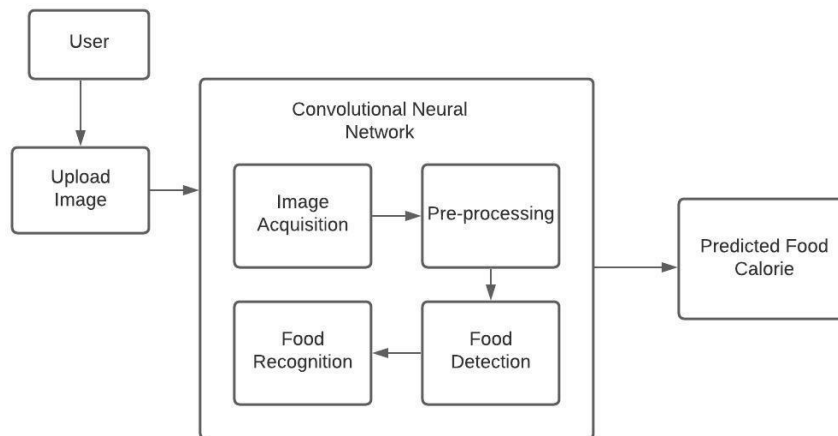 User
Upload
Image
Convolutional Neural
Network
Image
Acquisition
Pre-processing
Food
Detection
Food
Recognition
Predicted Food
Calorie